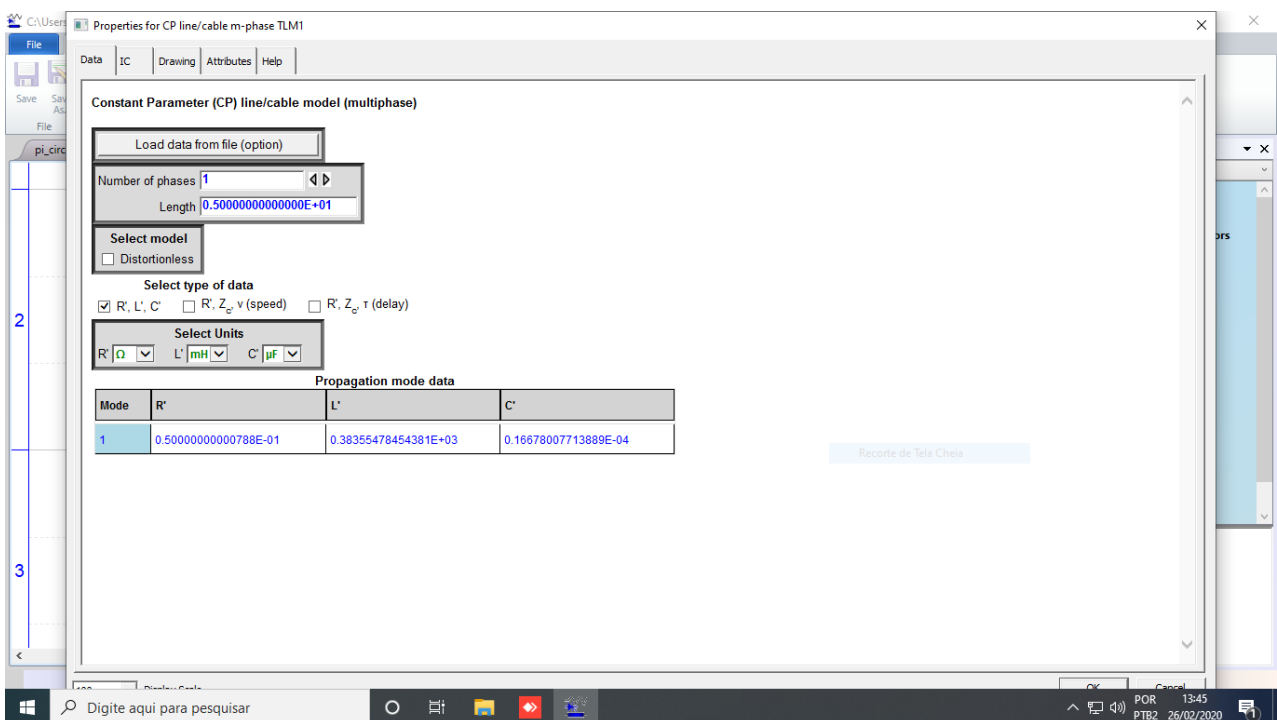 C:\Users
Properties for CP line/cable m-phase TLM1
File
Data IC Drawing Attributes Help
Save Sav
As.
File
pi_circ
Constant Parameter (CP) line/cable model (multiphase)
Load data from file (option)
Number of phases 1
Length 0.50000000000000E+01
Select model
Distortionless
Select type of data
R', L', C' R', Zc, v (speed) R', Zc, τ (delay)
Select Units
R' Ω L' mH C' µF
Propagation mode data
Mode R' L' C'
1 0.50000000000788E-01 0.38355478454381E+03 0.16678007713889E-04
Recorte de Tela Cheia
ors
2
3
Digite aqui para pesquisar
POR 13:45
PTB2 26/02/2020
1